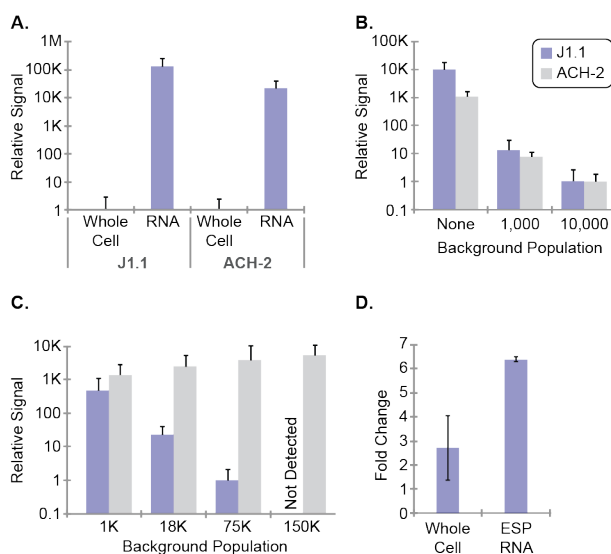 A.
Relative Signal
1M
100K
10K
1K
100
10
1
Whole Cell
RNA
Whole Cell
RNA
J1.1
ACH-2
B.
Relative Signal
10K
1K
100
10
1
0.1
J1.1
ACH-2
None
1,000
10,000
Background Population
C.
Relative Signal
10K
1K
100
10
1
0.1
Not Detected
1K
18K
75K
150K
Background Population
D.
Fold Change
7
6
5
4
3
2
1
0
Whole Cell
ESP RNA